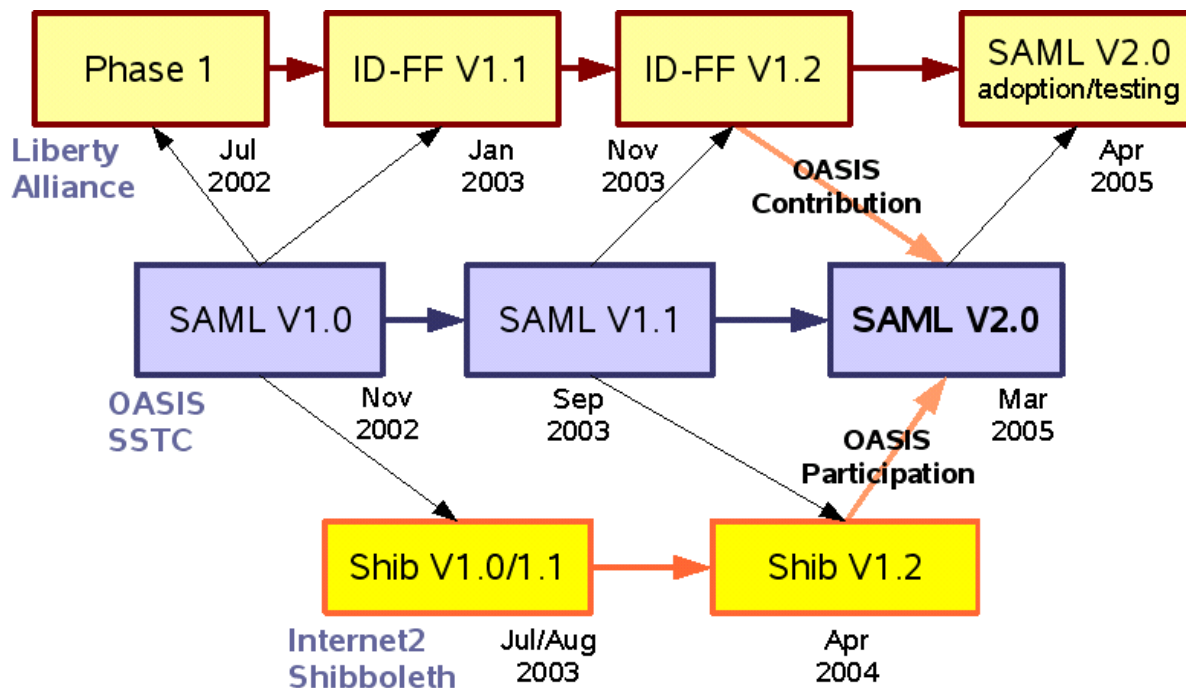 Phase 1
ID-FF V1.1
ID-FF V1.2
SAML V2.0
adoption/testing
Liberty
Alliance
Jul
2002
Jan
2003
Nov
2003
Apr
2005
OASIS
Contribution
SAML V1.0
SAML V1.1
SAML V2.0
OASIS
SSTC
Nov
2002
Sep
2003
Mar
2005
OASIS
Participation
Shib V1.0/1.1
Shib V1.2
Internet2
Shibboleth
Jul/Aug
2003
Apr
2004